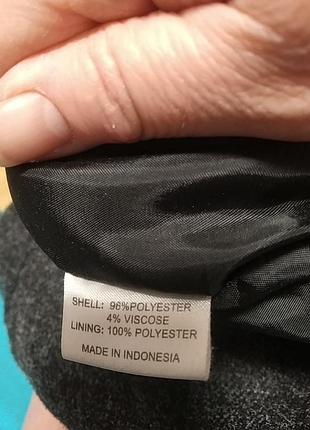 SHELL: 96%POLYESTER
4% VISCOSE
LINING: 100% POLYESTER
MADE IN INDONESIA